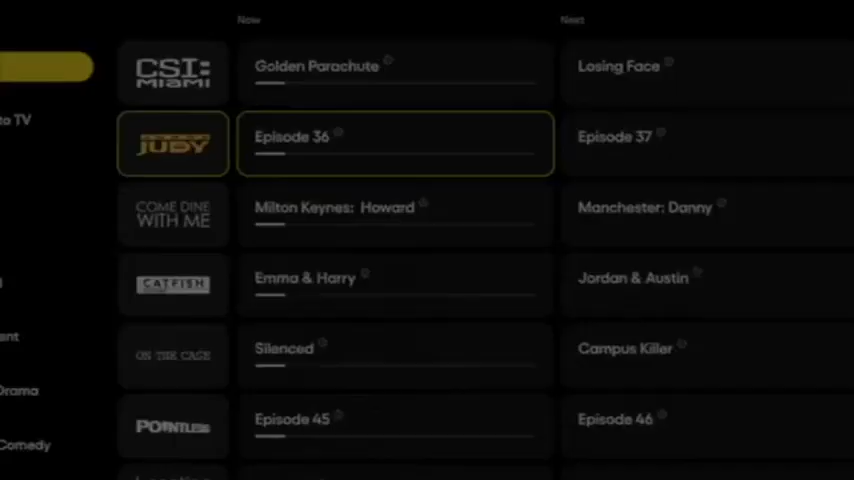 Now Next
CSI:
MIAMI
Golden Parachute
Losing Face
to TV
JUDY
Episode 36
Episode 37
COME DINE
WITH ME
Milton Keynes: Howard
Manchester: Danny
CATFISH
Emma & Harry
Jordan & Austin
ent
ON THE CASE
Silenced
Campus Killer
Drama
POINTLESS
Episode 45
Episode 46
Comedy